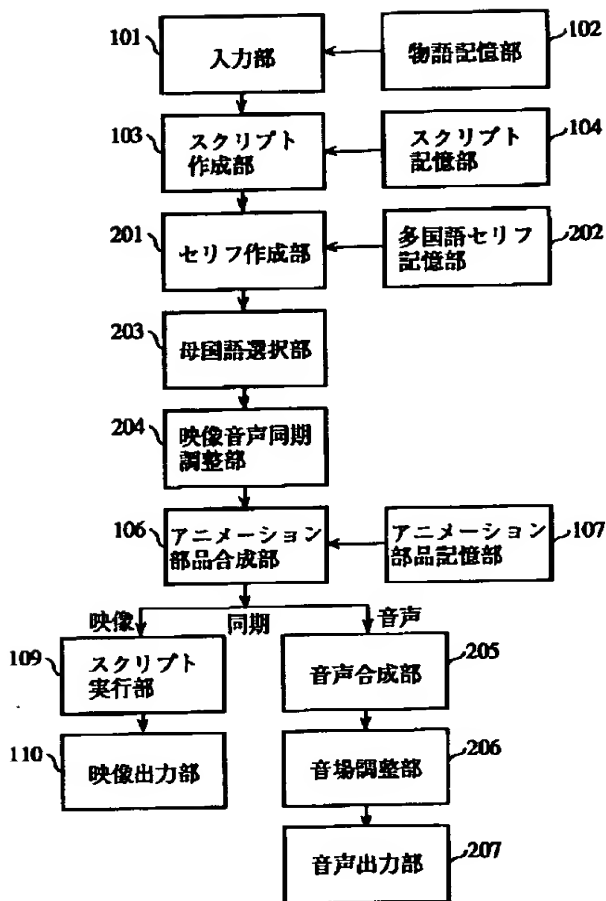 101
入力部
102
物語記憶部
103
スクリプト
作成部
104
スクリプト
記憶部
201
セリフ作成部
202
多国語セリフ
記憶部
203
母国語選択部
204
映像音声同期
調整部
106
アニメーション
部品合成部
107
アニメーション
部品記憶部
映像
同期
音声
109
スクリプト
実行部
205
音声合成部
110
映像出力部
206
音場調整部
207
音声出力部